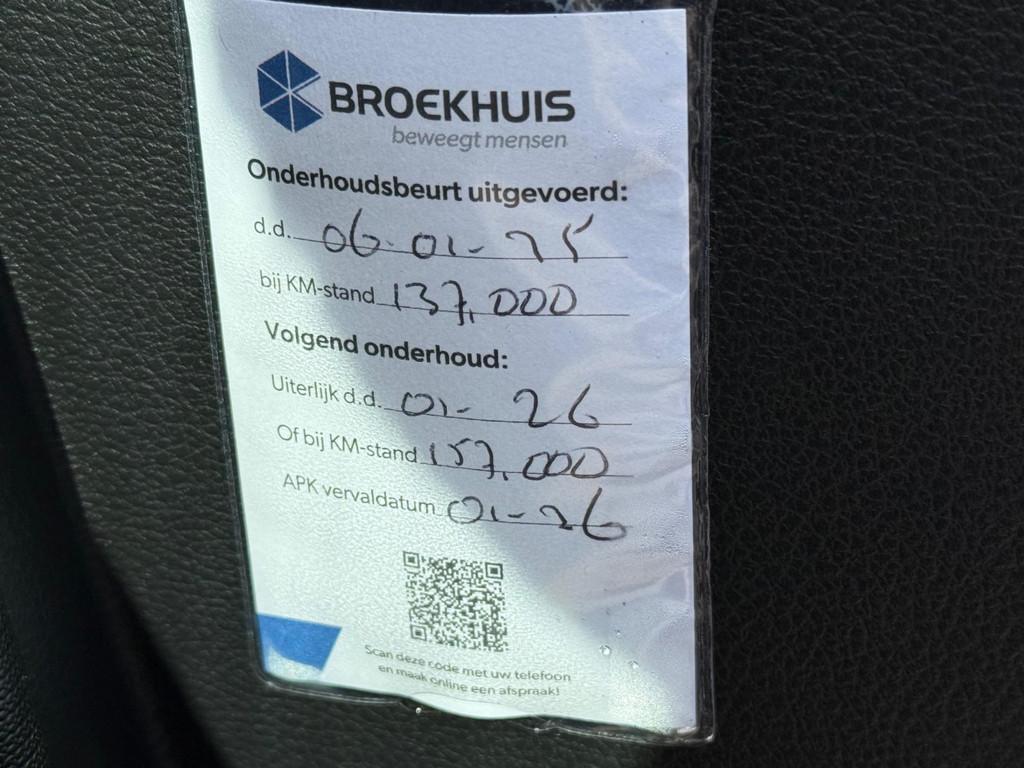 BROEKHUIS
beweegt mensen
Onderhoudsbeurt uitgevoerd:
d.d. 06-01-25
bij KM-stand 137,000
Volgend onderhoud:
Uiterlijk d.d. 01-26
Of bij KM-stand 157,000
APK vervaldatum 01-26
Scan deze code met uw telefoon
en maak online een afspraak!